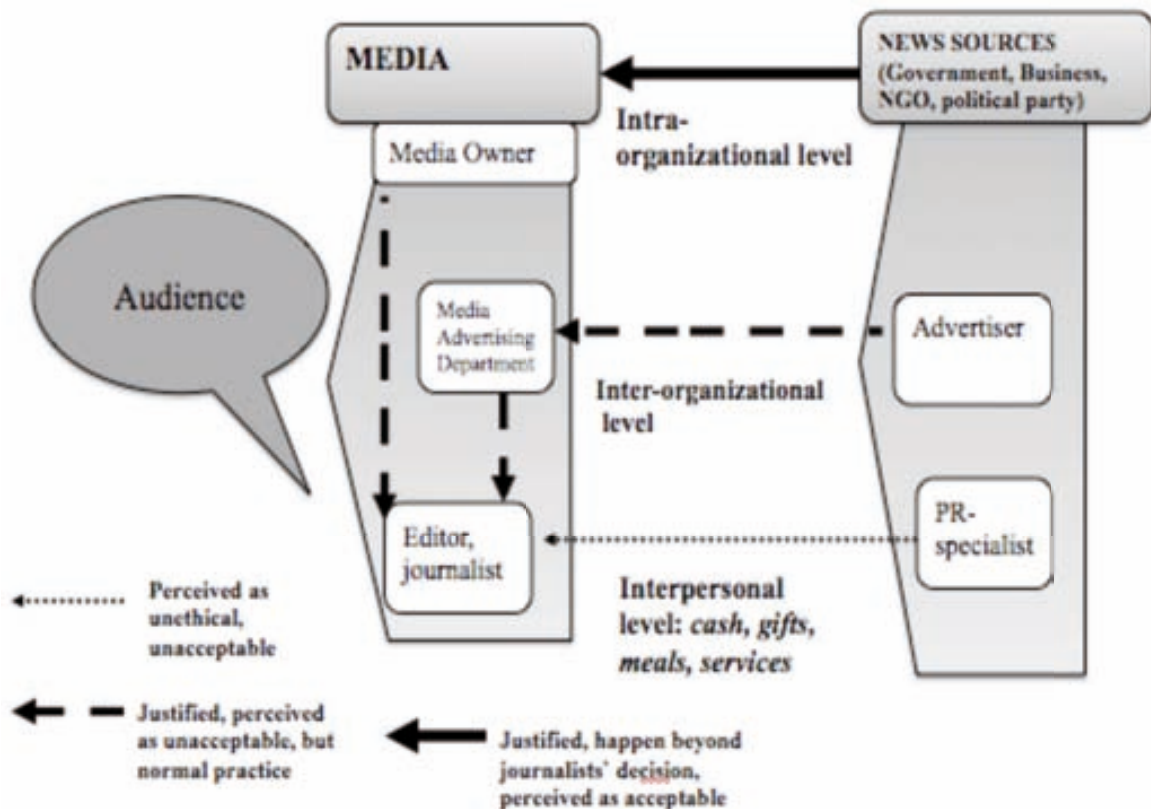 MEDIA
NEWS SOURCES
(Government, Business,
NGO, political party)
Intra-
organizational level
Media Owner
Audience
Media
Advertising
Department
Advertiser
Inter-organizational
level
Editor,
journalist
PR-
specialist
Interpersonal
level: cash, gifts,
meals, services
Perceived as
unethical,
unacceptable
Justified, perceived
as unacceptable, but
normal practice
Justified, happen beyond
journalists' decision,
perceived as acceptable